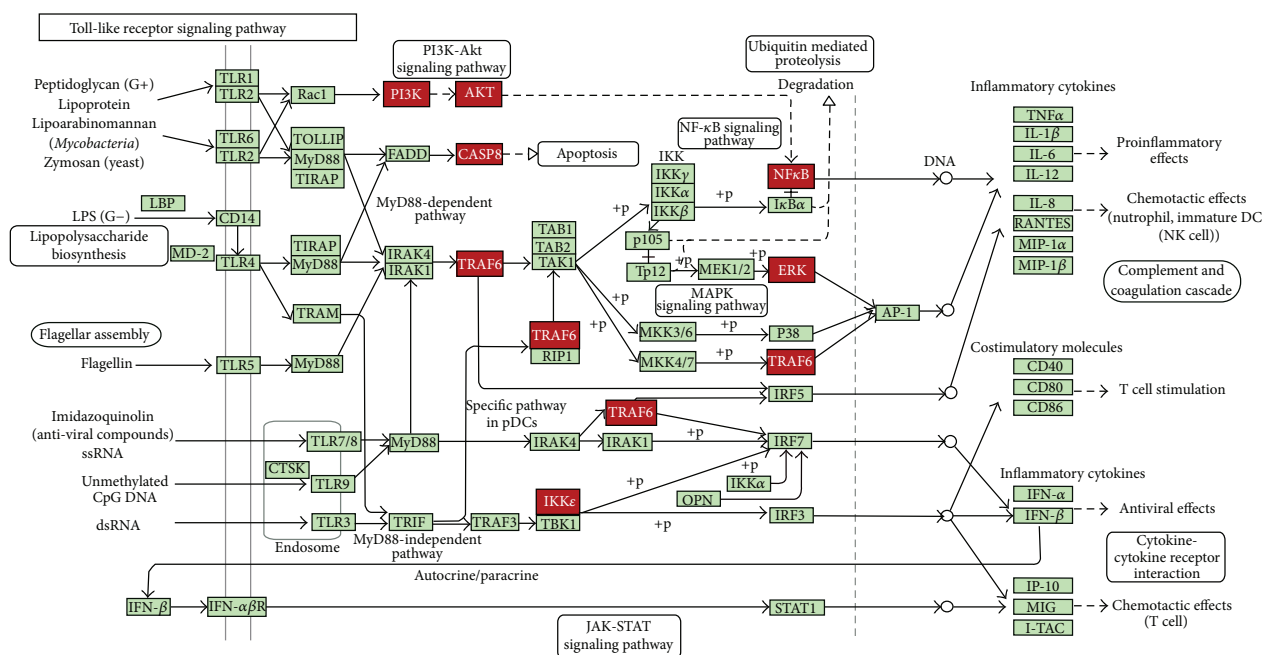 Toll-like receptor signaling pathway
PI3K-Akt
signaling pathway
Ubiquitin mediated
proteolysis
Degradation
Peptidoglycan (G+)
Lipoprotein
Lipoarabinomannan
(Mycobacteria)
Zymosan (yeast)
TLR1
TLR2
TLR6
TLR2
Rac1
PI3K
AKT
TOLLIP
MyD88
TIRAP
FADD
CASP8
Apoptosis
NF-κB signaling
pathway
IKK
IKKγ
IKKα
IKKβ
+p
NFκB
IκBα
DNA
Inflammatory cytokines
TNFα
IL-1β
IL-6
IL-12
Proinflammatory
effects
IL-8
RANTES
MIP-1α
MIP-1β
Chemotactic effects
(nutrophil, immature DC
(NK cell))
Complement and
coagulation cascade
LBP
LPS (G−)
CD14
Lipopolysaccharide
biosynthesis
MD-2
TLR4
MyD88-dependent
pathway
TIRAP
MyD88
IRAK4
IRAK1
TRAF6
TAB1
TAB2
TAK1
+p
p105
Tp12
+p
MEK1/2
+p
ERK
MAPK
signaling pathway
TRAM
TRAF6
RIP1
+p
+p
MKK3/6
+p
P38
MKK4/7
+p
TRAF6
AP-1
Flagellar assembly
Flagellin
TLR5
MyD88
IRF5
Costimulatory molecules
CD40
CD80
CD86
T cell stimulation
Imidazoquinolin
(anti-viral compounds)
ssRNA
TLR7/8
MyD88
Specific pathway
in pDCs
IRAK4
TRAF6
IRAK1
+p
IRF7
CTSK
Unmethylated
CpG DNA
TLR9
+p
+p
IKKα
OPN
Inflammatory cytokines
IFN-α
IFN-β
Antiviral effects
dsRNA
TLR3
Endosome
TRIF
TRAF3
IKKε
TBK1
+p
IRF3
MyD88-independent
pathway
Cytokine-
cytokine receptor
interaction
Autocrine/paracrine
IFN-β
IFN-αβR
STAT1
JAK-STAT
signaling pathway
IP-10
MIG
I-TAC
Chemotactic effects
(T cell)